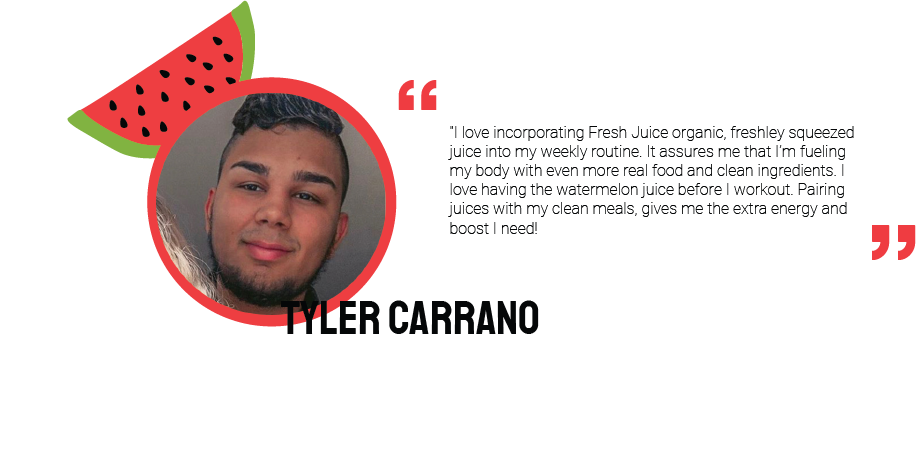 "I love incorporating Fresh Juice organic, freshley squeezed
juice into my weekly routine. It assures me that I'm fueling
my body with even more real food and clean ingredients. I
love having the watermelon juice before I workout. Pairing
juices with my clean meals, gives me the extra energy and
boost I need!
TYLER CARRANO